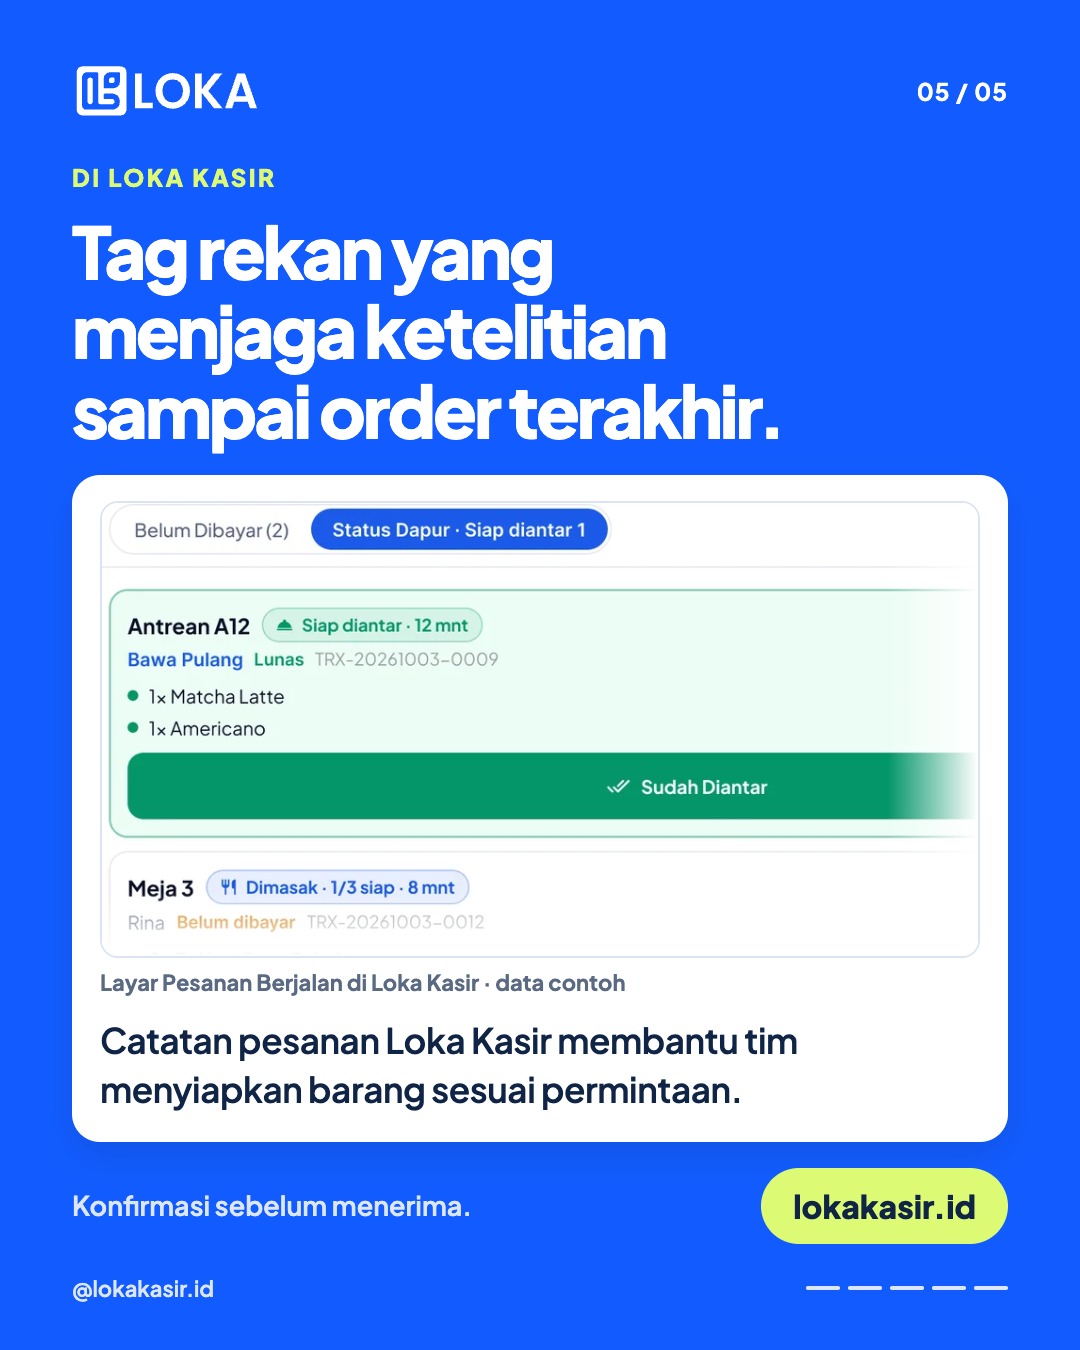 LOKA
05 / 05
DI LOKA KASIR
Tag rekan yang
menjaga ketelitian
sampai order terakhir.
Belum Dibayar (2)
Status Dapur · Siap diantar 1
Antrean A12
Siap diantar · 12 mnt
Bawa Pulang Lunas TRX-20261003-0009
1x Matcha Latte
1x Americano
Sudah Diantar
Meja 3
Dimasak · 1/3 siap · 8 mnt
Rina Belum dibayar TRX-20261003-0012
Layar Pesanan Berjalan di Loka Kasir · data contoh
Catatan pesanan Loka Kasir membantu tim
menyiapkan barang sesuai permintaan.
Konfirmasi sebelum menerima.
lokakasir.id
@lokakasir.id